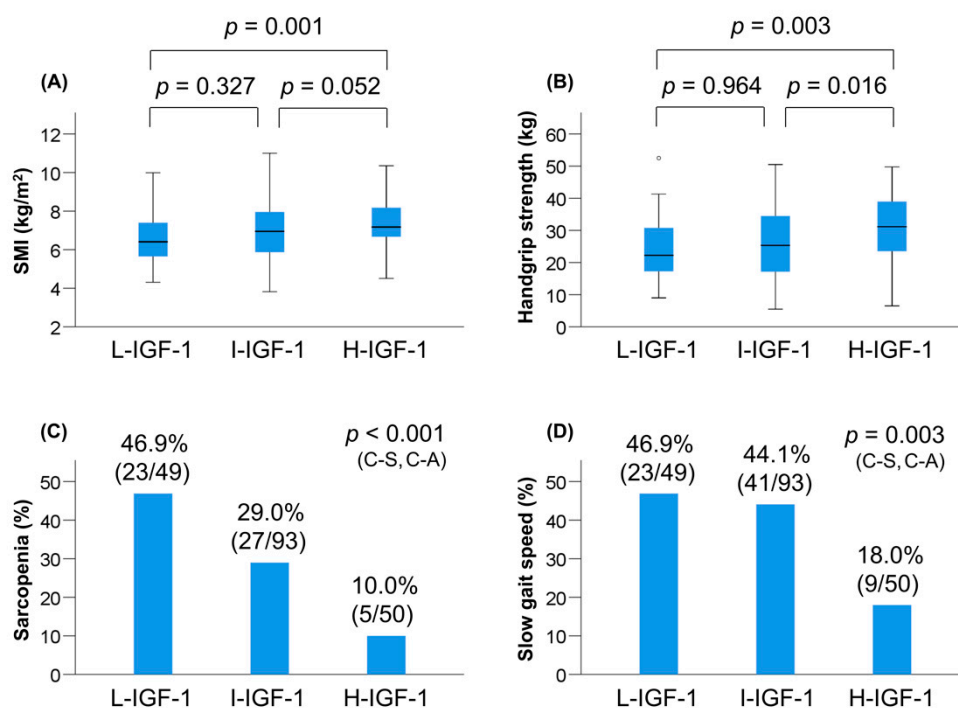 p = 0.001
(A)
p = 0.327
p = 0.052
SMI (kg/m²)
12
10
8
6
4
2
L-IGF-1
I-IGF-1
H-IGF-1
p = 0.003
(B)
p = 0.964
p = 0.016
Handgrip strength (kg)
60
50
40
30
20
10
0
L-IGF-1
I-IGF-1
H-IGF-1
(C)
46.9%
(23/49)
29.0%
(27/93)
10.0%
(5/50)
p < 0.001
(C-S, C-A)
Sarcopenia (%)
50
40
30
20
10
0
L-IGF-1
I-IGF-1
H-IGF-1
(D)
46.9%
(23/49)
44.1%
(41/93)
18.0%
(9/50)
p = 0.003
(C-S, C-A)
Slow gait speed (%)
50
40
30
20
10
0
L-IGF-1
I-IGF-1
H-IGF-1